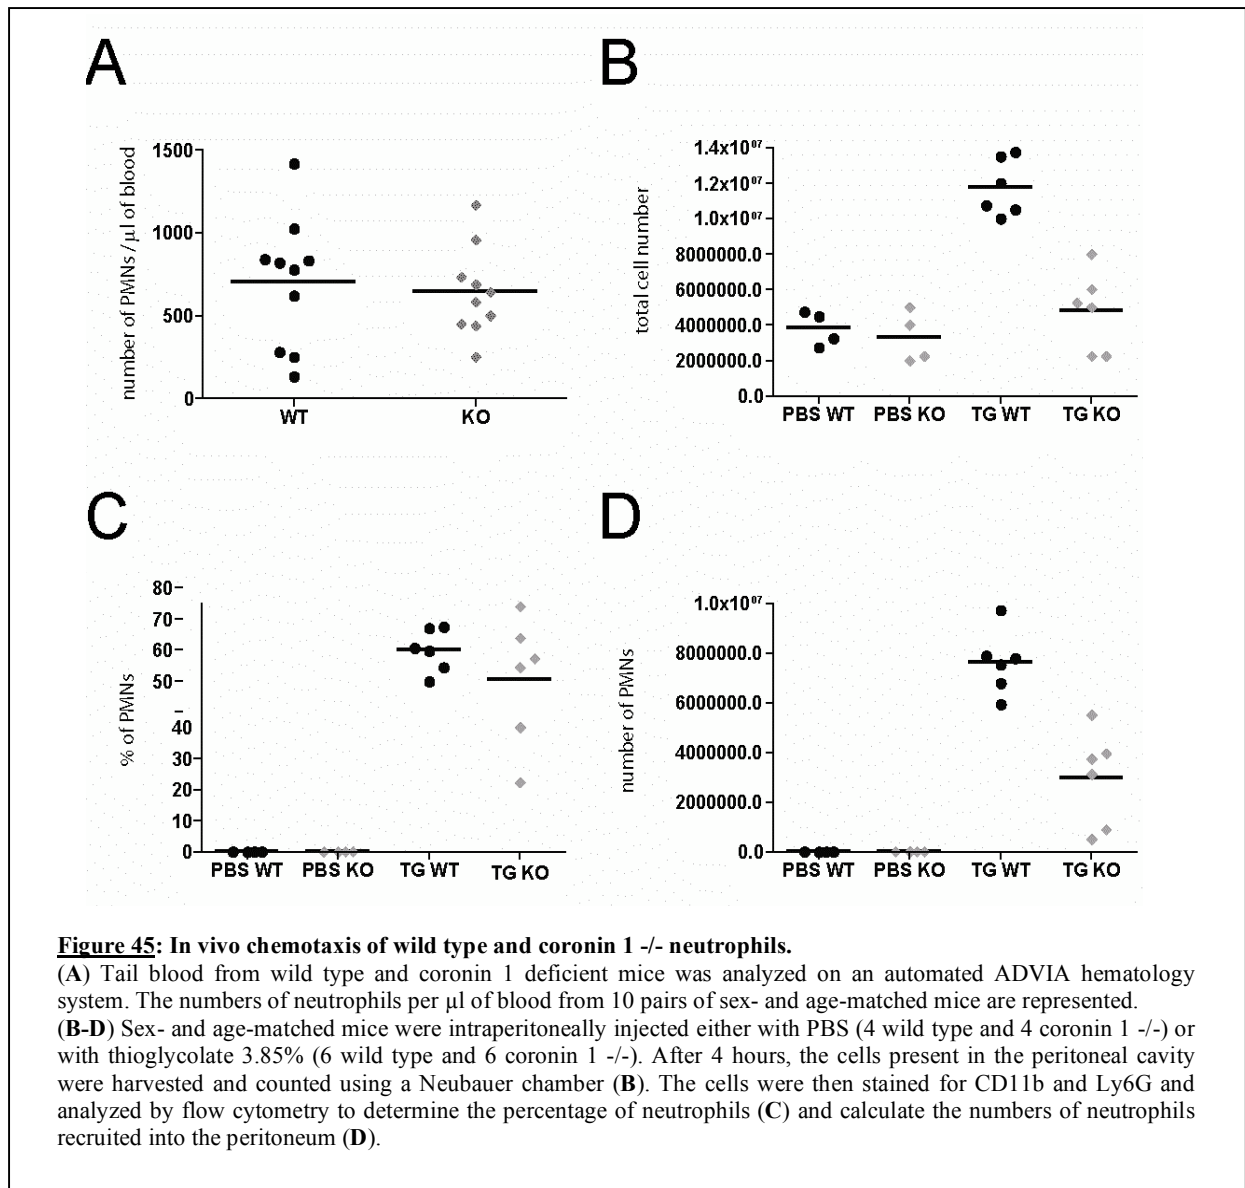 A
number of PMNs / µl of blood
1500
1000
500
0
WT KO
B
total cell number
1.4x10⁰⁷
1.2x10⁰⁷
1.0x10⁰⁷
8000000.0
6000000.0
4000000.0
2000000.0
0.0
PBS WT PBS KO TG WT TG KO
C
% of PMNs
80
70
60
50
40
30
20
10
0
PBS WT PBS KO TG WT TG KO
D
number of PMNs
1.0x10⁰⁷
8000000.0
6000000.0
4000000.0
2000000.0
0.0
PBS WT PBS KO TG WT TG KO
Figure 45: In vivo chemotaxis of wild type and coronin 1 -/- neutrophils.
(A) Tail blood from wild type and coronin 1 deficient mice was analyzed on an automated ADVIA hematology
system. The numbers of neutrophils per µl of blood from 10 pairs of sex- and age-matched mice are represented.
(B-D) Sex- and age-matched mice were intraperitoneally injected either with PBS (4 wild type and 4 coronin 1 -/-) or
with thioglycolate 3.85% (6 wild type and 6 coronin 1 -/-). After 4 hours, the cells present in the peritoneal cavity
were harvested and counted using a Neubauer chamber (B). The cells were then stained for CD11b and Ly6G and
analyzed by flow cytometry to determine the percentage of neutrophils (C) and calculate the numbers of neutrophils
recruited into the peritoneum (D).